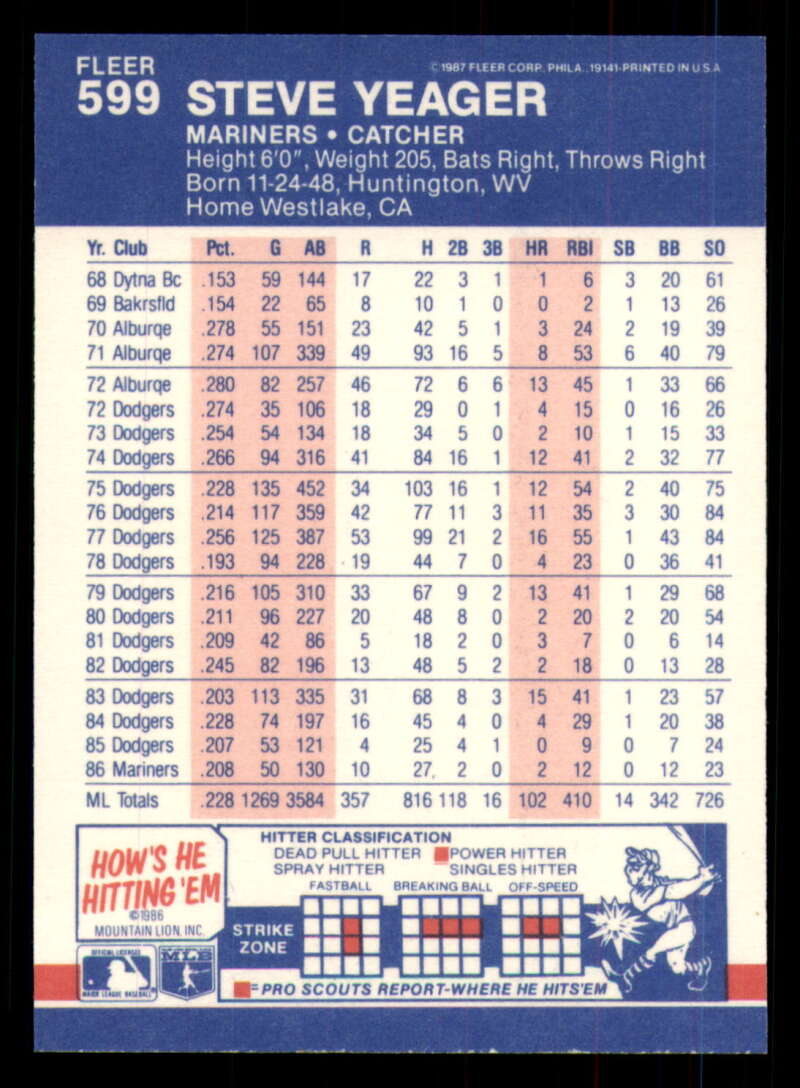 FLEER
599 STEVE YEAGER
©1987 FLEER CORP. PHILA. 19141-PRINTED IN U.S.A
MARINERS • CATCHER
Height 6'0", Weight 205, Bats Right, Throws Right
Born 11-24-48, Huntington, WV
Home Westlake, CA
Yr. Club Pct. G AB R H 2B 3B HR RBI SB BB SO
68 Dytna Bc .153 59 144 17 22 3 1 1 6 3 20 61
69 Bakrsfld .154 22 65 8 10 1 0 0 2 1 13 26
70 Alburqe .278 55 151 23 42 5 1 3 24 2 19 39
71 Alburqe .274 107 339 49 93 16 5 8 53 6 40 79
72 Alburqe .280 82 257 46 72 6 6 13 45 1 33 66
72 Dodgers .274 35 106 18 29 0 1 4 15 0 16 26
73 Dodgers .254 54 134 18 34 5 0 2 10 1 15 33
74 Dodgers .266 94 316 41 84 16 1 12 41 2 32 77
75 Dodgers .228 135 452 34 103 16 1 12 54 2 40 75
76 Dodgers .214 117 359 42 77 11 3 11 35 3 30 84
77 Dodgers .256 125 387 53 99 21 2 16 55 1 43 84
78 Dodgers .193 94 228 19 44 7 0 4 23 0 36 41
79 Dodgers .216 105 310 33 67 9 2 13 41 1 29 68
80 Dodgers .211 96 227 20 48 8 0 2 20 2 20 54
81 Dodgers .209 42 86 5 18 2 0 3 7 0 6 14
82 Dodgers .245 82 196 13 48 5 2 2 18 0 13 28
83 Dodgers .203 113 335 31 68 8 3 15 41 1 23 57
84 Dodgers .228 74 197 16 45 4 0 4 29 1 20 38
85 Dodgers .207 53 121 4 25 4 1 0 9 0 7 24
86 Mariners .208 50 130 10 27 2 0 2 12 0 12 23
ML Totals .228 1269 3584 357 816 118 16 102 410 14 342 726
HOW'S HE
HITTING 'EM
©1986
MOUNTAIN LION, INC.
HITTER CLASSIFICATION
DEAD PULL HITTER POWER HITTER
SPRAY HITTER SINGLES HITTER
FASTBALL BREAKING BALL OFF-SPEED
STRIKE
ZONE
=PRO SCOUTS REPORT-WHERE HE HITS'EM
OFFICIAL LICENSEE
MAJOR LEAGUE BASEBALL
MLB